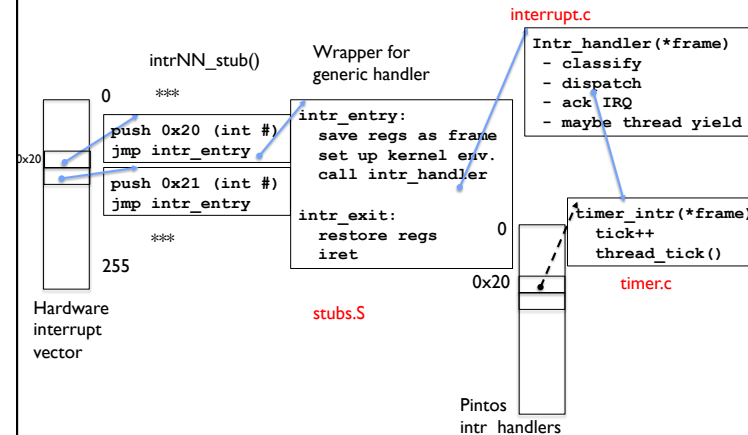 interrupt.c
Intr_handler(*frame)
- classify
- dispatch
- ack IRQ
- maybe thread yield
intrNN_stub()
Wrapper for
generic handler
0
***
push 0x20 (int #)
jmp intr_entry
0x20
push 0x21 (int #)
jmp intr_entry
***
255
Hardware
interrupt
vector
intr_entry:
save regs as frame
set up kernel env.
call intr_handler
intr_exit:
restore regs
iret
stubs.S
timer_intr(*frame)
tick++
thread_tick()
timer.c
0
0x20
Pintos
intr_handlers